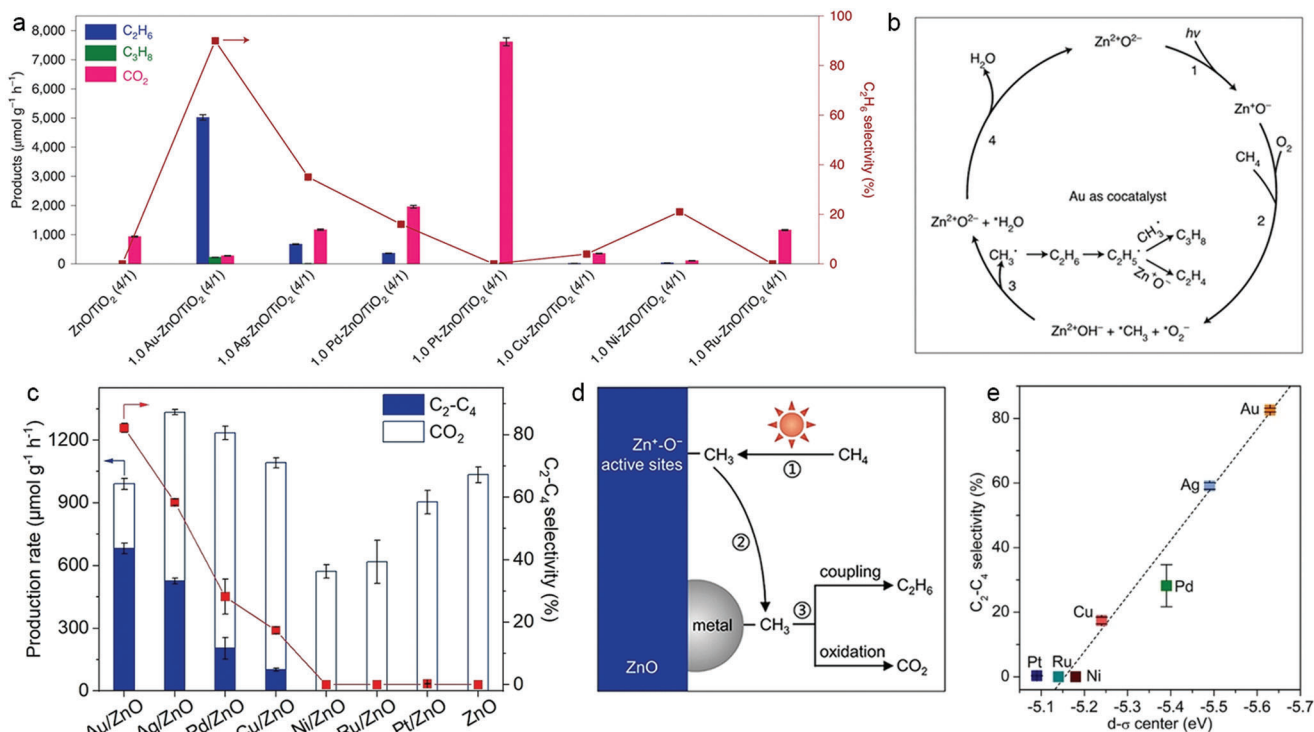 a
C₂H₆
C₃H₈
CO₂
Products (μmol g⁻¹ h⁻¹)
8,000
7,000
6,000
5,000
4,000
3,000
2,000
1,000
0
100
80
60
40
20
0
C₂H₆ selectivity (%)
ZnO/TiO₂ (4/1)
1.0 Au-ZnO/TiO₂ (4/1)
1.0 Ag-ZnO/TiO₂ (4/1)
1.0 Pd-ZnO/TiO₂ (4/1)
1.0 Pt-ZnO/TiO₂ (4/1)
1.0 Cu-ZnO/TiO₂ (4/1)
1.0 Ni-ZnO/TiO₂ (4/1)
1.0 Ru-ZnO/TiO₂ (4/1)
b
Zn²⁺O²⁻
hv
1
Zn⁺O⁻
O₂
CH₄
2
Au as cocatalyst
H₂O
4
Zn²⁺O²⁻ + •H₂O
CH₃•
C₂H₆
C₂H₅•
CH₃•
C₃H₈
Zn⁺O⁻
C₂H₄
3
Zn²⁺OH⁻ + •CH₃ + •O₂⁻
c
C₂-C₄
CO₂
Production rate (μmol g⁻¹ h⁻¹)
1200
900
600
300
0
80
60
40
20
0
C₂-C₄ selectivity (%)
Au/ZnO
Ag/ZnO
Pd/ZnO
Cu/ZnO
Ni/ZnO
Ru/ZnO
Pt/ZnO
ZnO
d
Zn⁺-O⁻
active sites
CH₃
CH₄
①
②
③
metal
CH₃
coupling
C₂H₆
oxidation
CO₂
ZnO
e
C₂-C₄ selectivity (%)
80
60
40
20
0
Au
Ag
Pd
Cu
Pt
Ru
Ni
-5.1
-5.2
-5.3
-5.4
-5.5
-5.6
-5.7
d-σ center (eV)